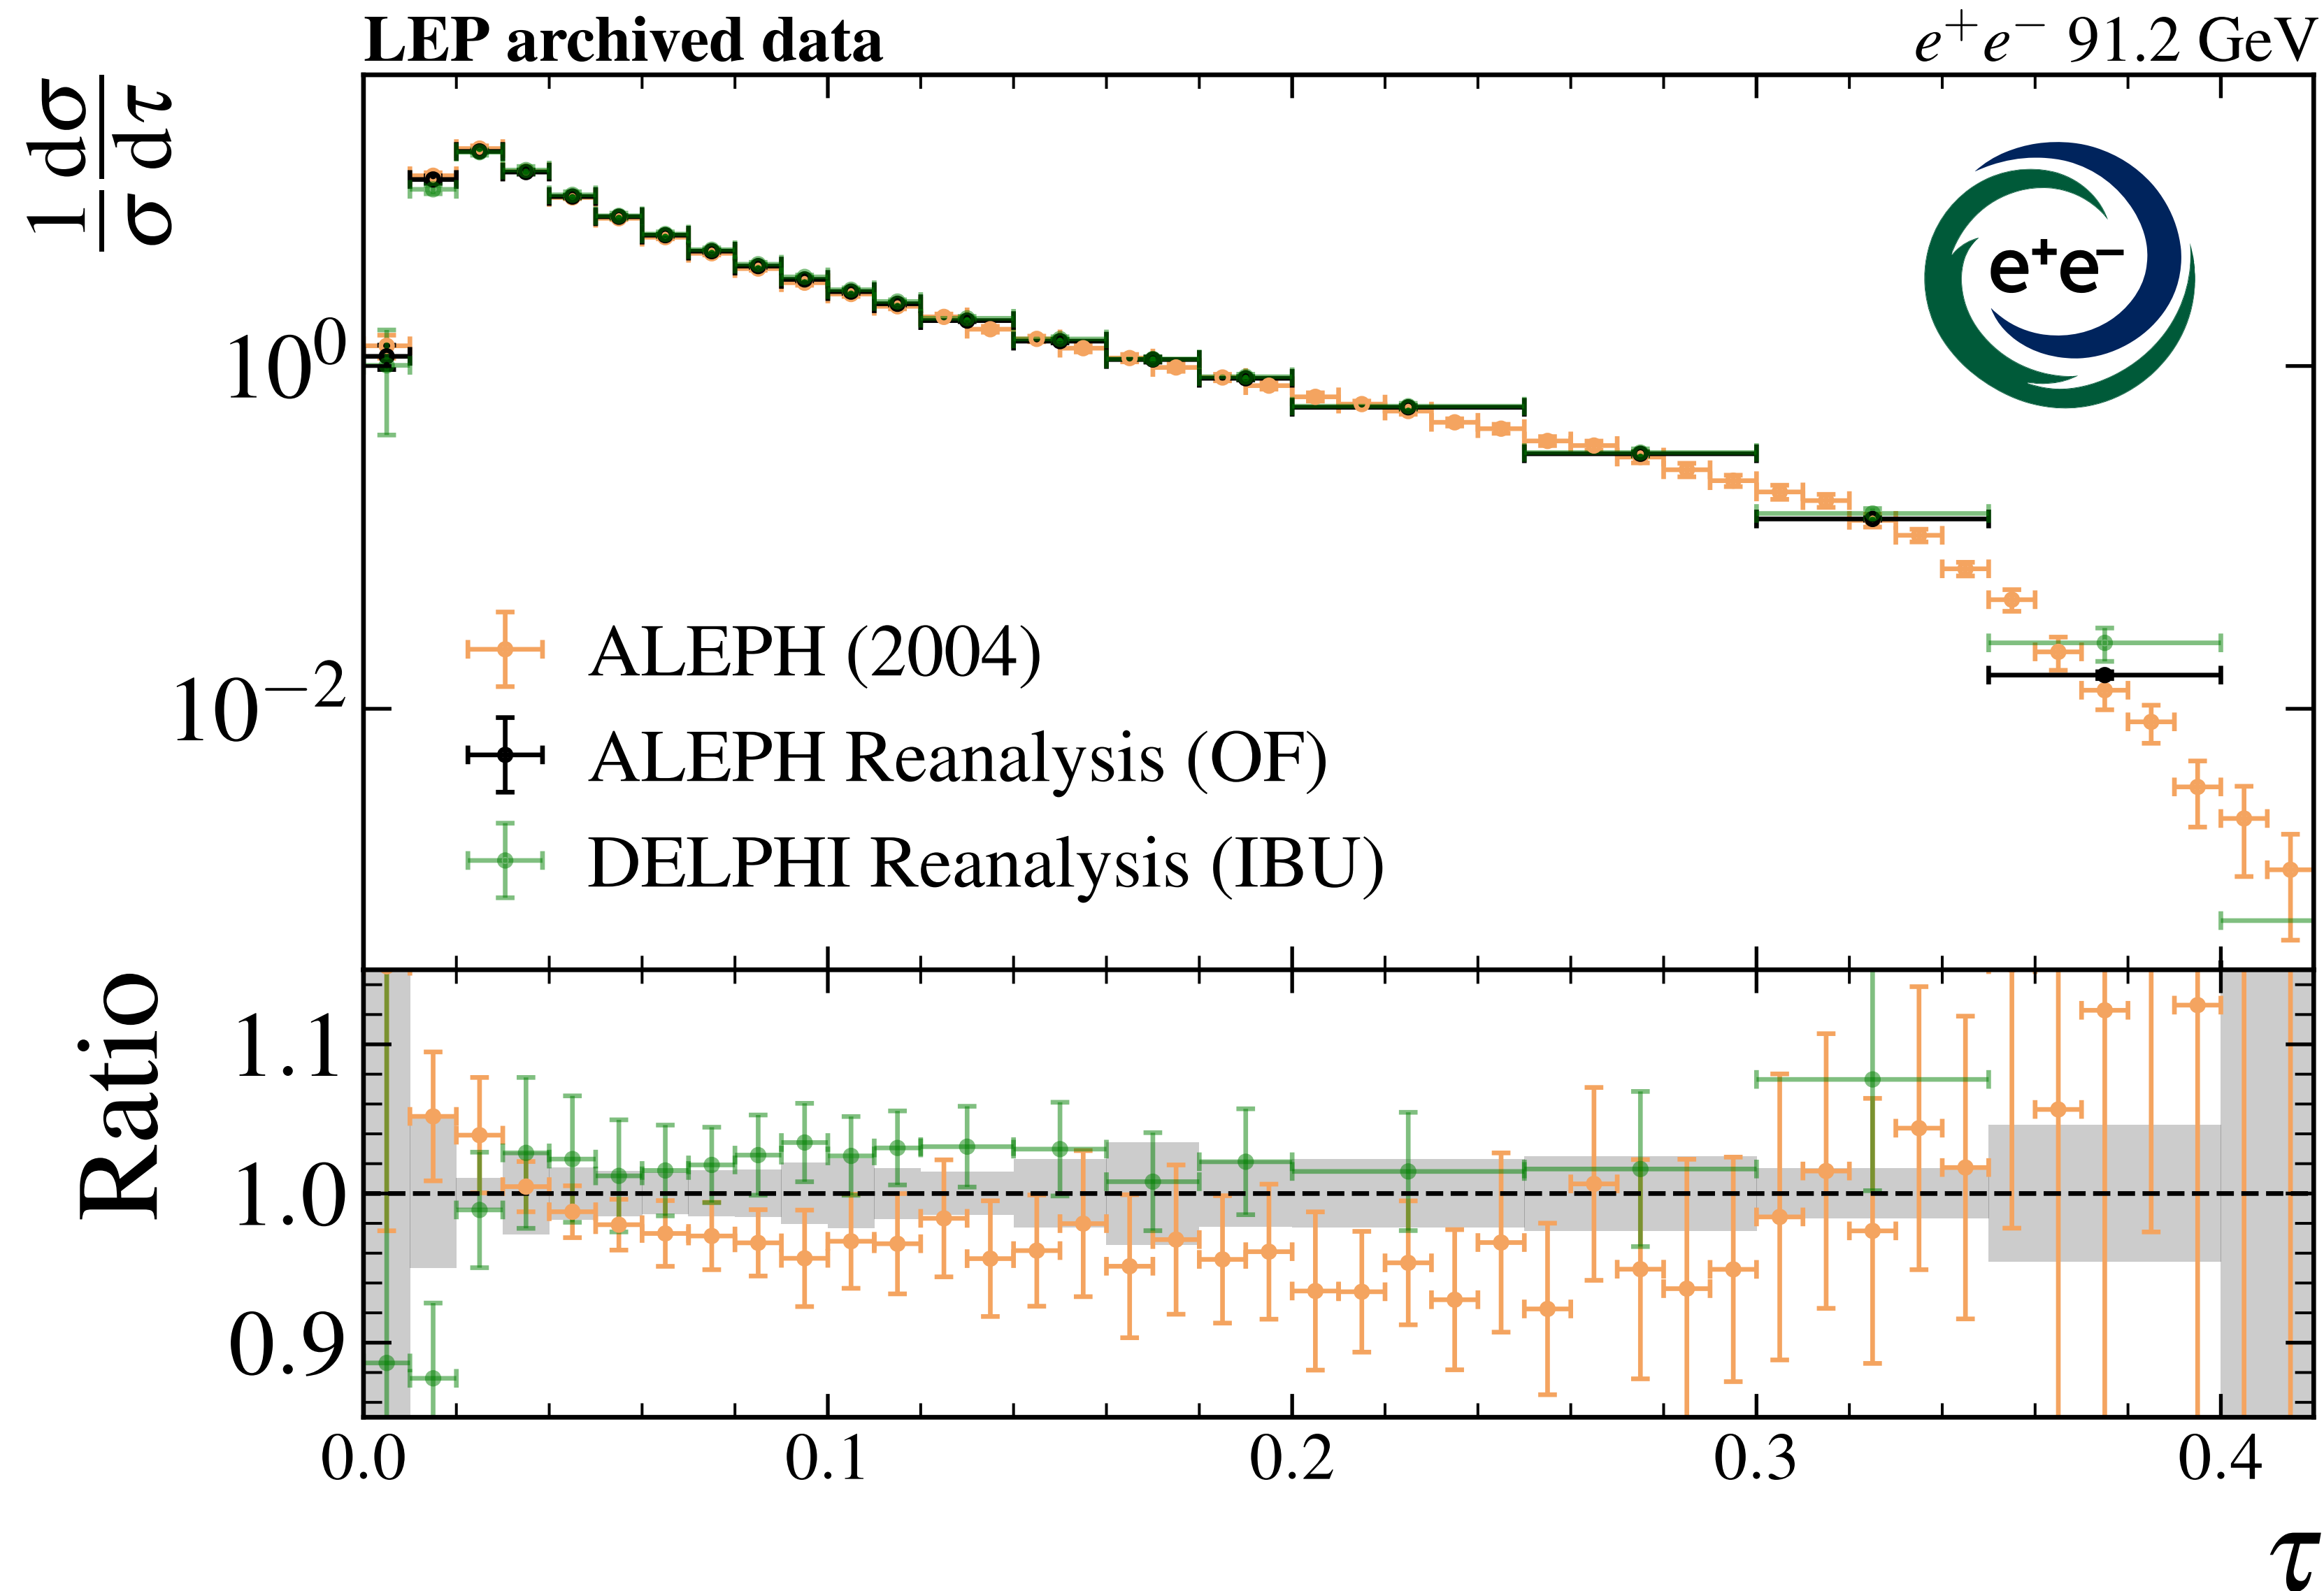 LEP archived data
e⁺e⁻ 91.2 GeV
1 dσ
σ dτ
e⁺e⁻
10⁰
10⁻²
ALEPH (2004)
ALEPH Reanalysis (OF)
DELPHI Reanalysis (IBU)
Ratio
1.1
1.0
0.9
0.0 0.1 0.2 0.3 0.4
τ